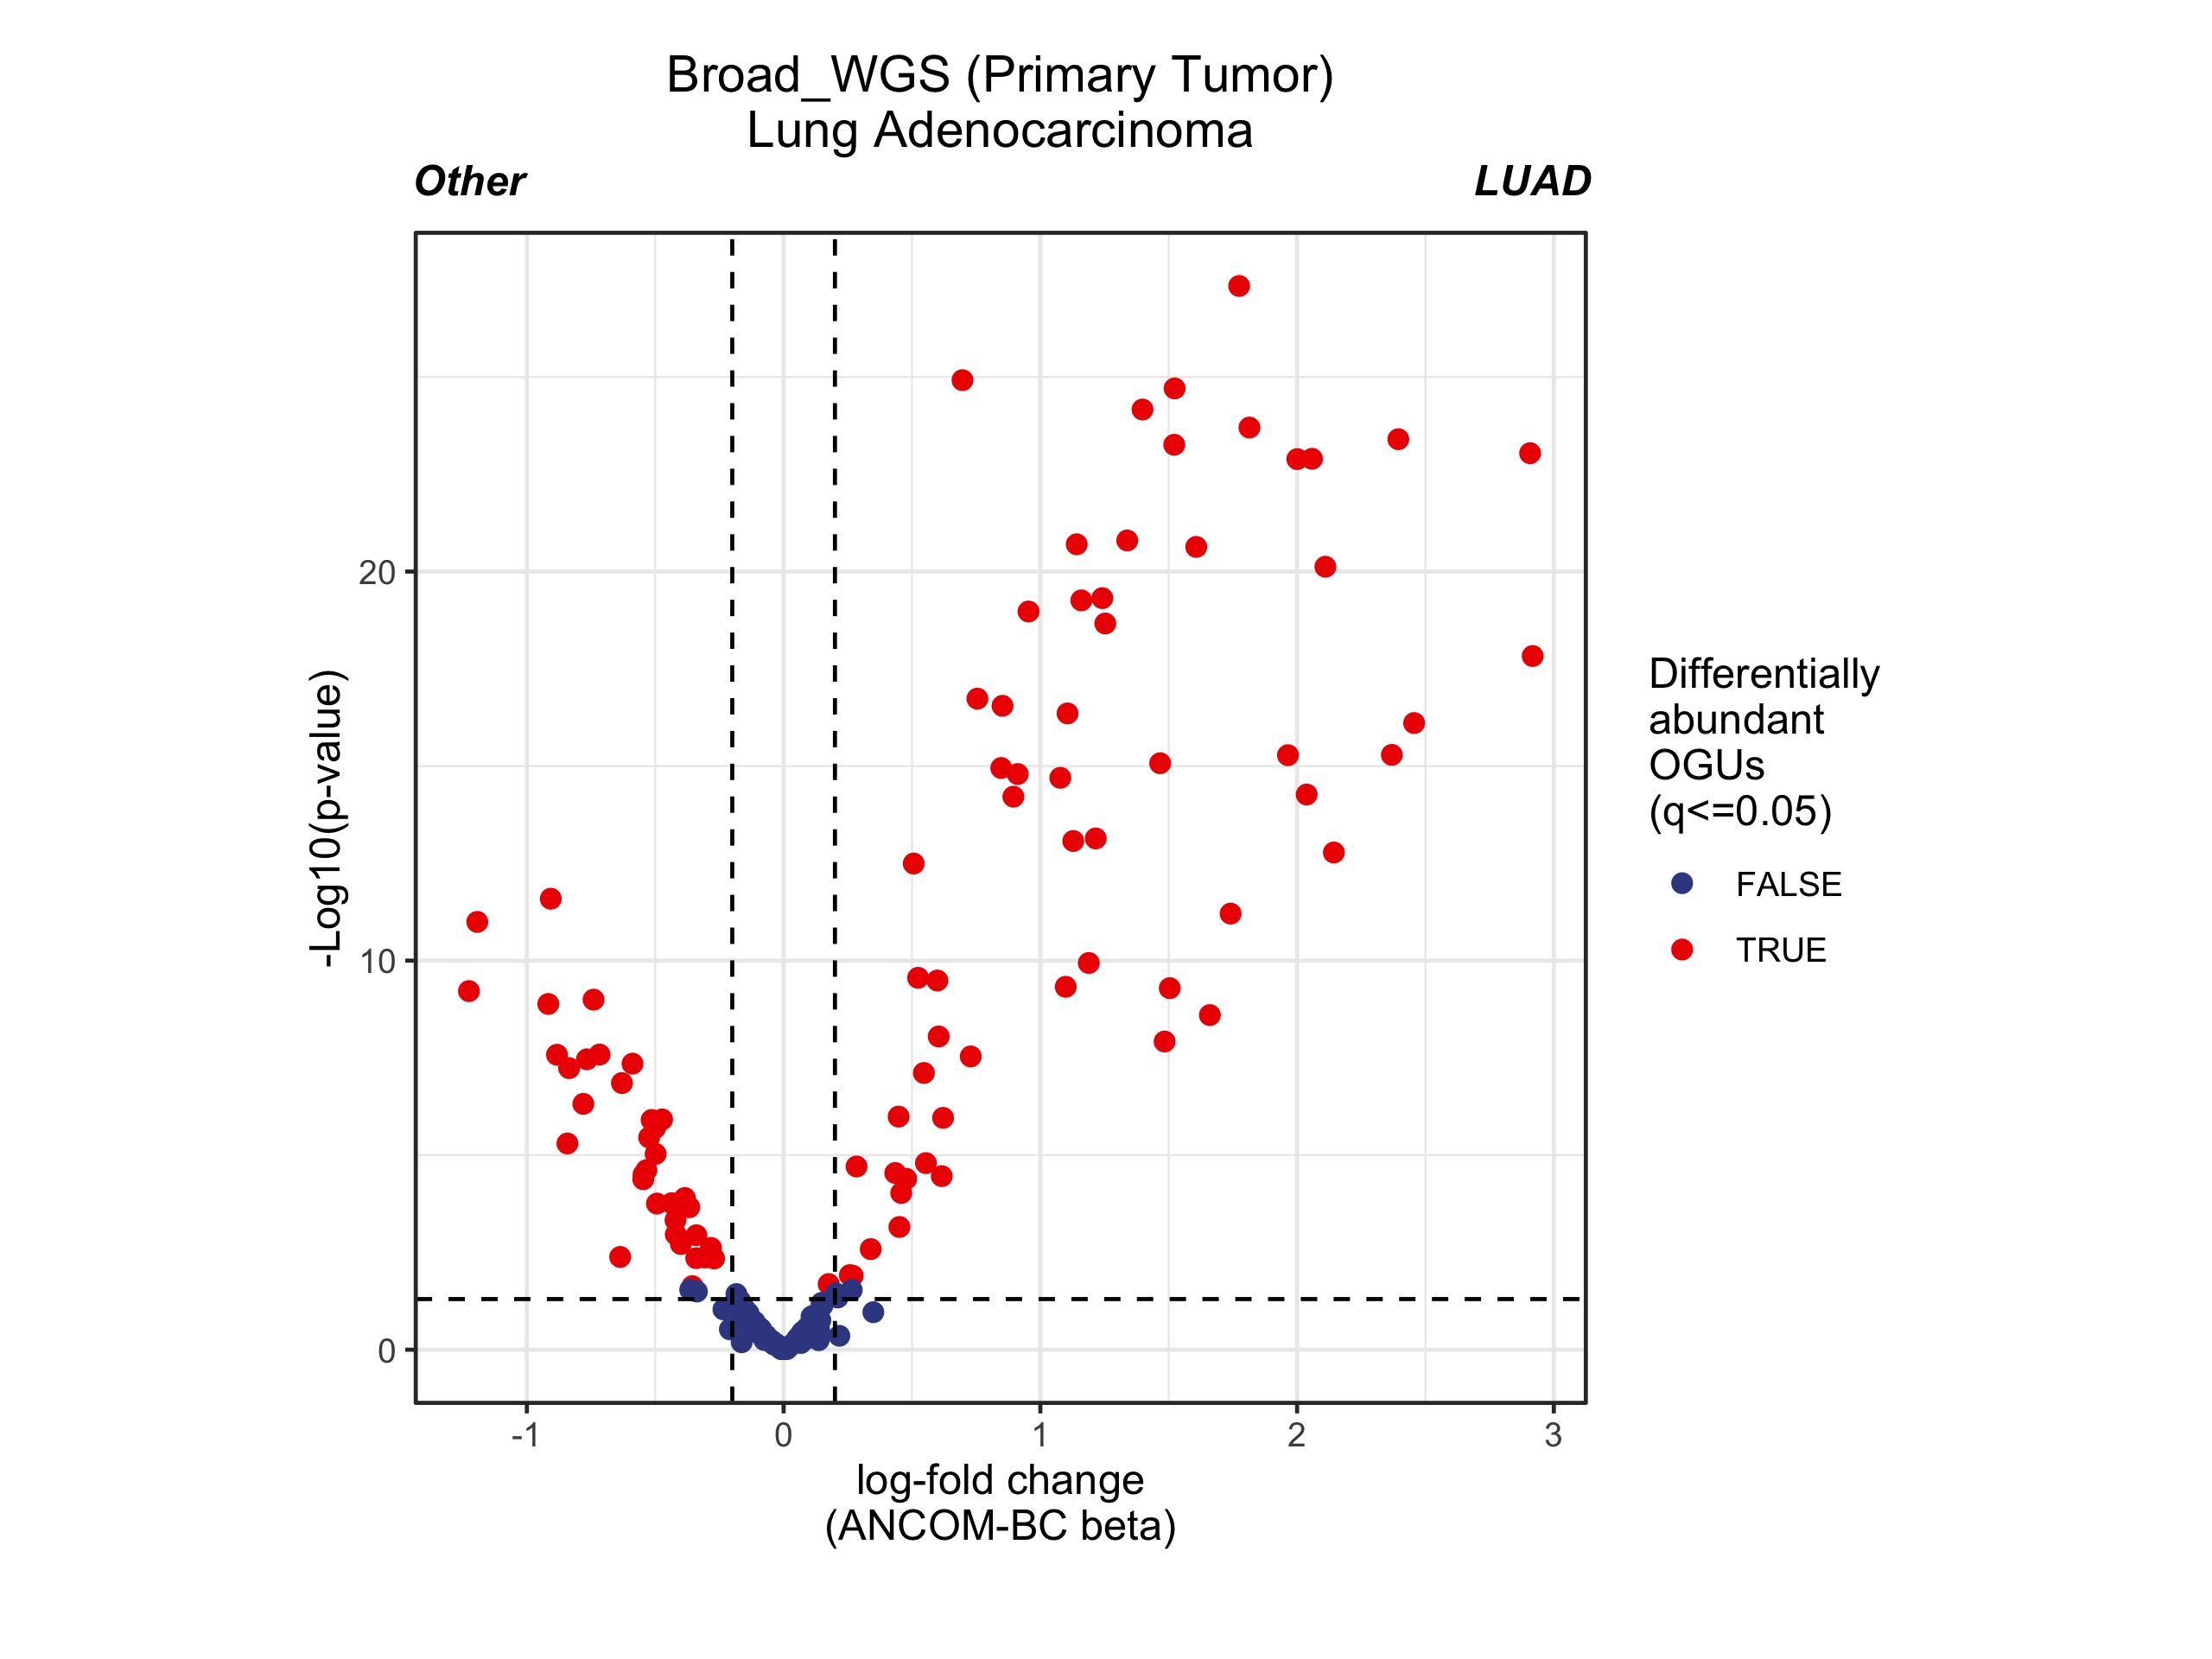 Broad_WGS (Primary Tumor)
Lung Adenocarcinoma
Other
LUAD
-Log10(p-value)
20
10
0
-1
0
1
2
3
log-fold change
(ANCOM-BC beta)
Differentially
abundant
OGUs
(q<=0.05)
FALSE
TRUE